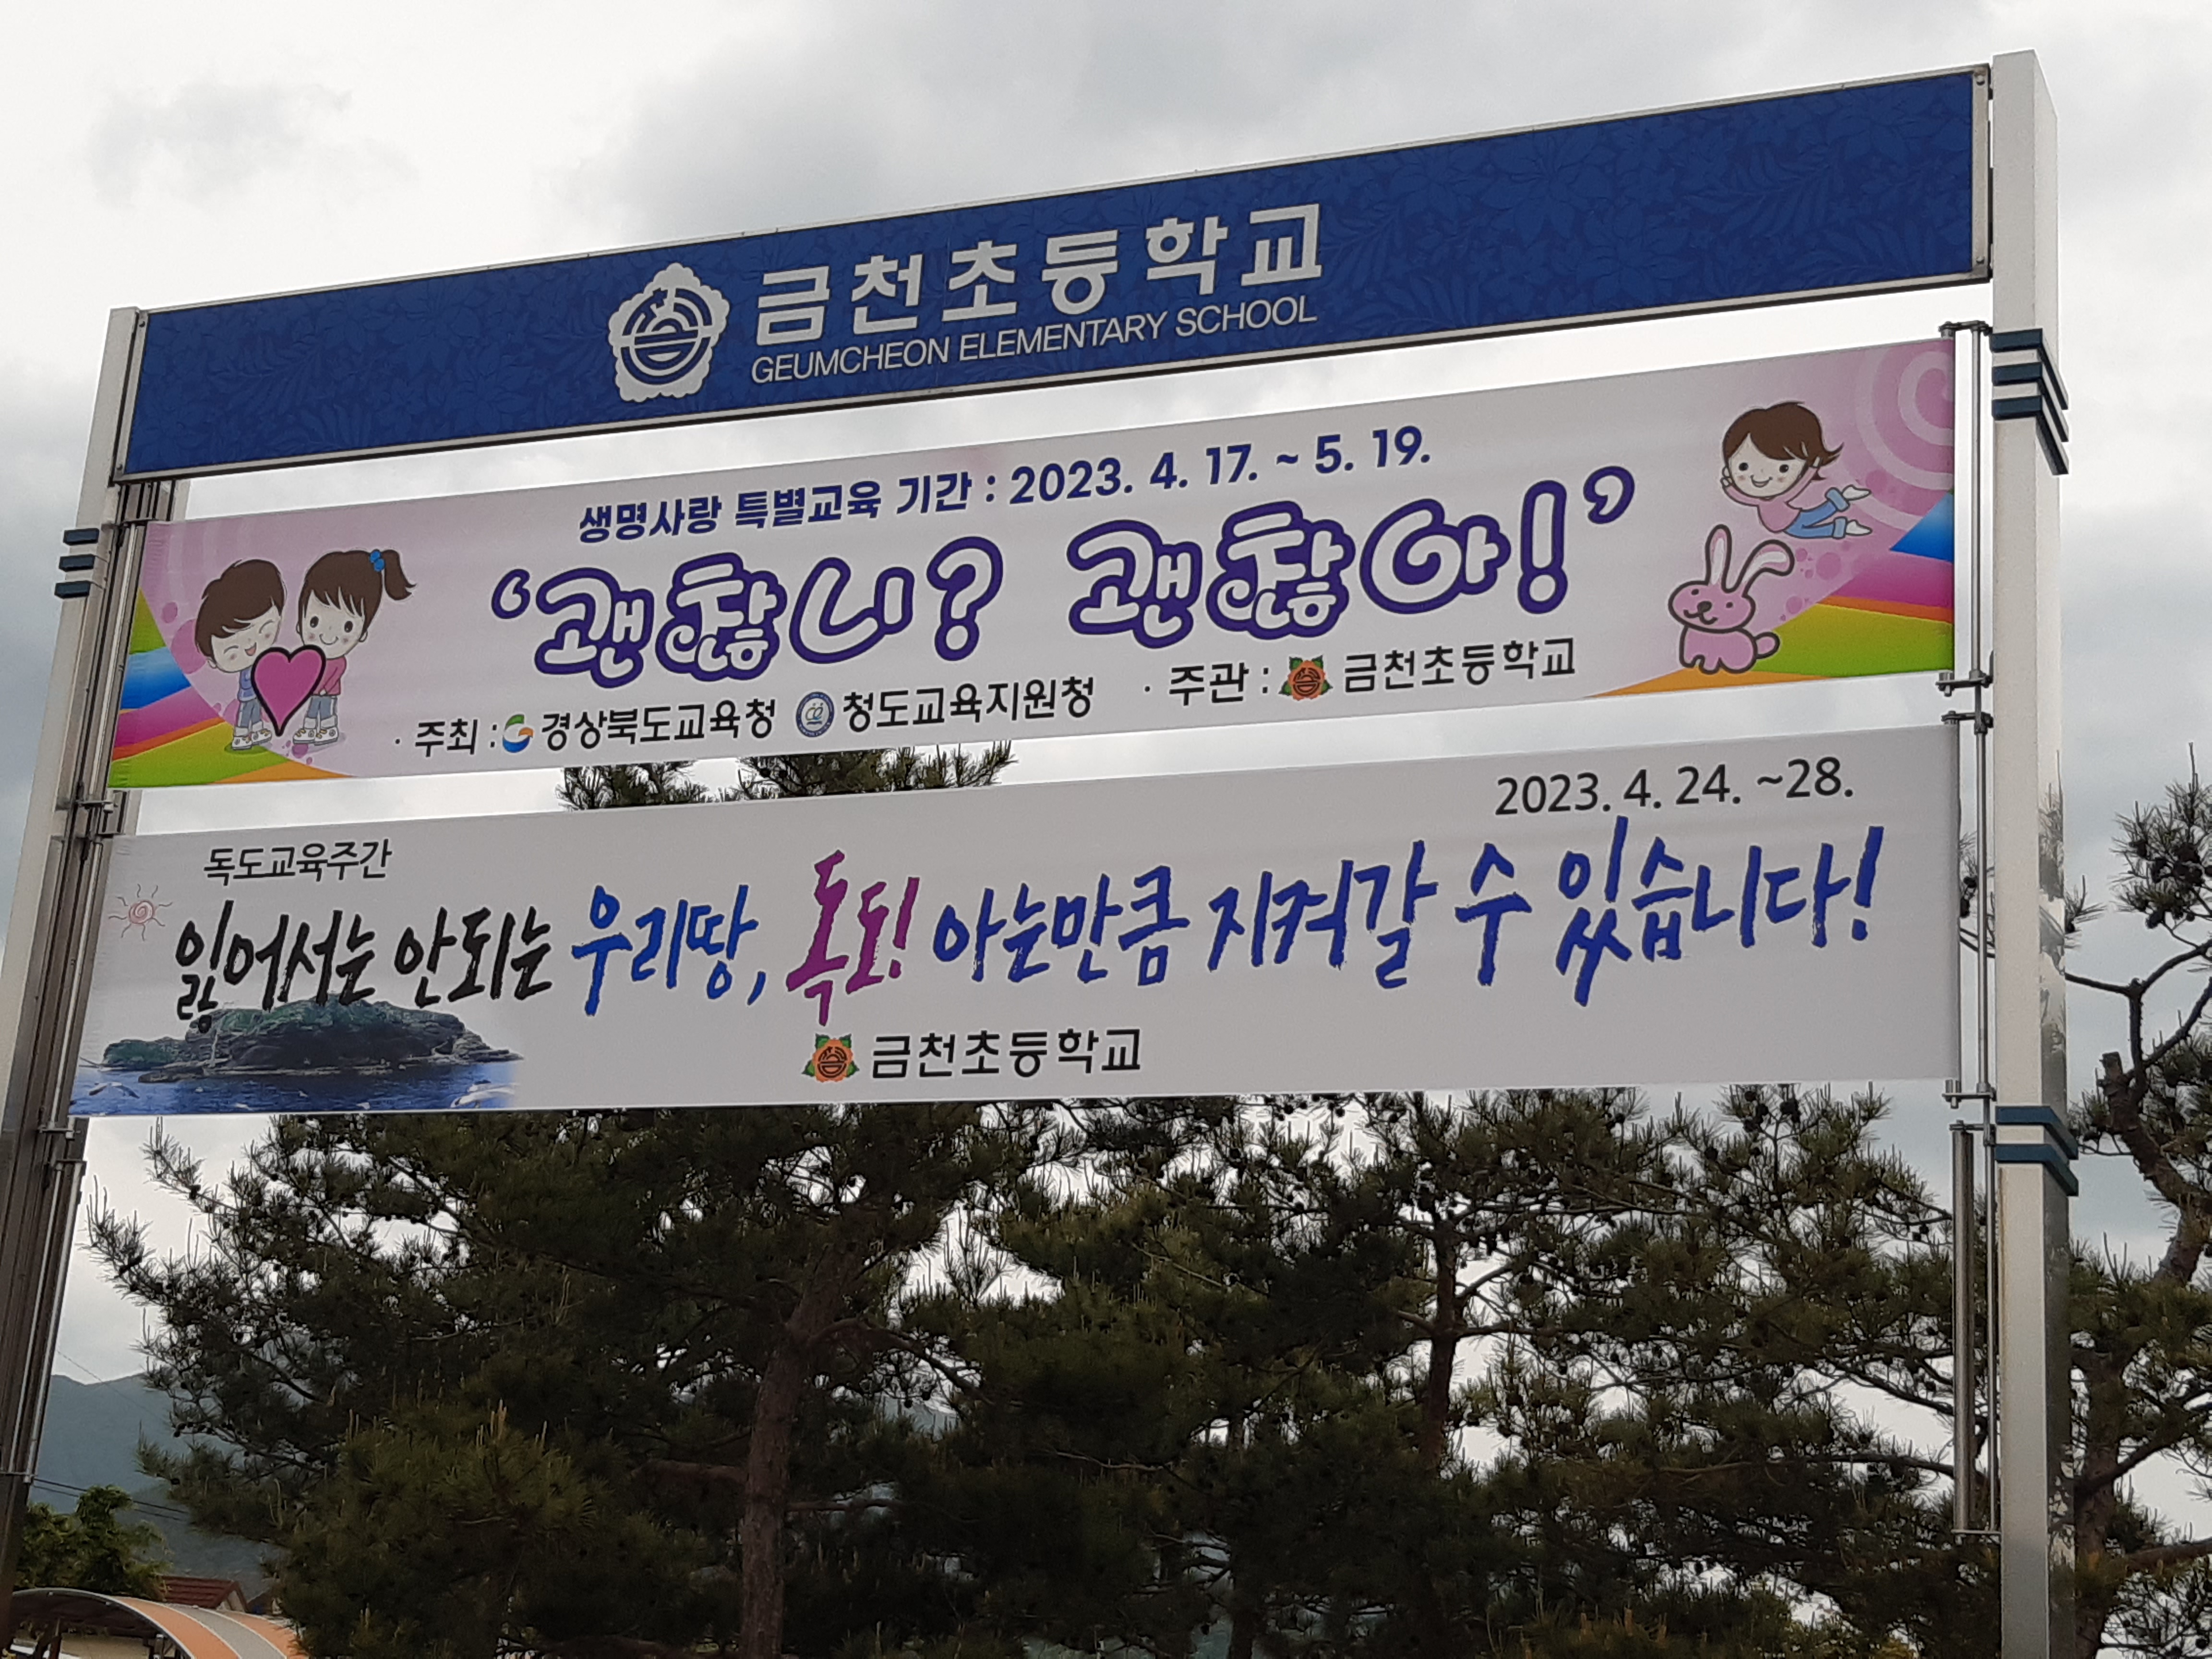 금천초등학교
GEUMCHEON ELEMENTARY SCHOOL
생명사랑 특별교육 기간 : 2023. 4. 17. ~ 5. 19.
‘괜찮니? 괜찮아!’
· 주최 : 경상북도교육청 청도교육지원청 · 주관 : 금천초등학교
2023. 4. 24. ~28.
독도교육주간
잃어서는 안되는 우리땅, 독도! 아는만큼 지켜갈 수 있습니다!
금천초등학교